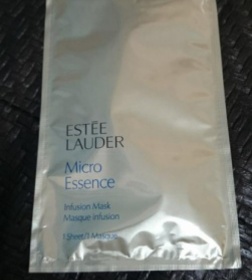 ESTĒE
LAUDER
Micro
Essence
Infusion Mask
Masque infusion
1 Sheet/1 Masque